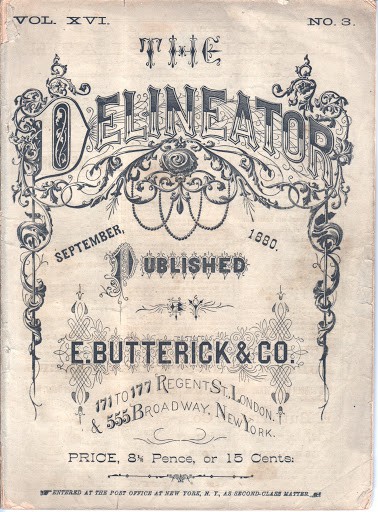 VOL. XVI. NO. 3.
THE
DELINEATOR
SEPTEMBER, 1880.
PUBLISHED
E. BUTTERICK & CO.
171 TO 177 REGENT ST., LONDON,
& 555 BROADWAY, NEW YORK.
PRICE, 8½ Pence, or 15 Cents.
ENTERED AT THE POST OFFICE AT NEW YORK, N. Y., AS SECOND-CLASS MATTER.